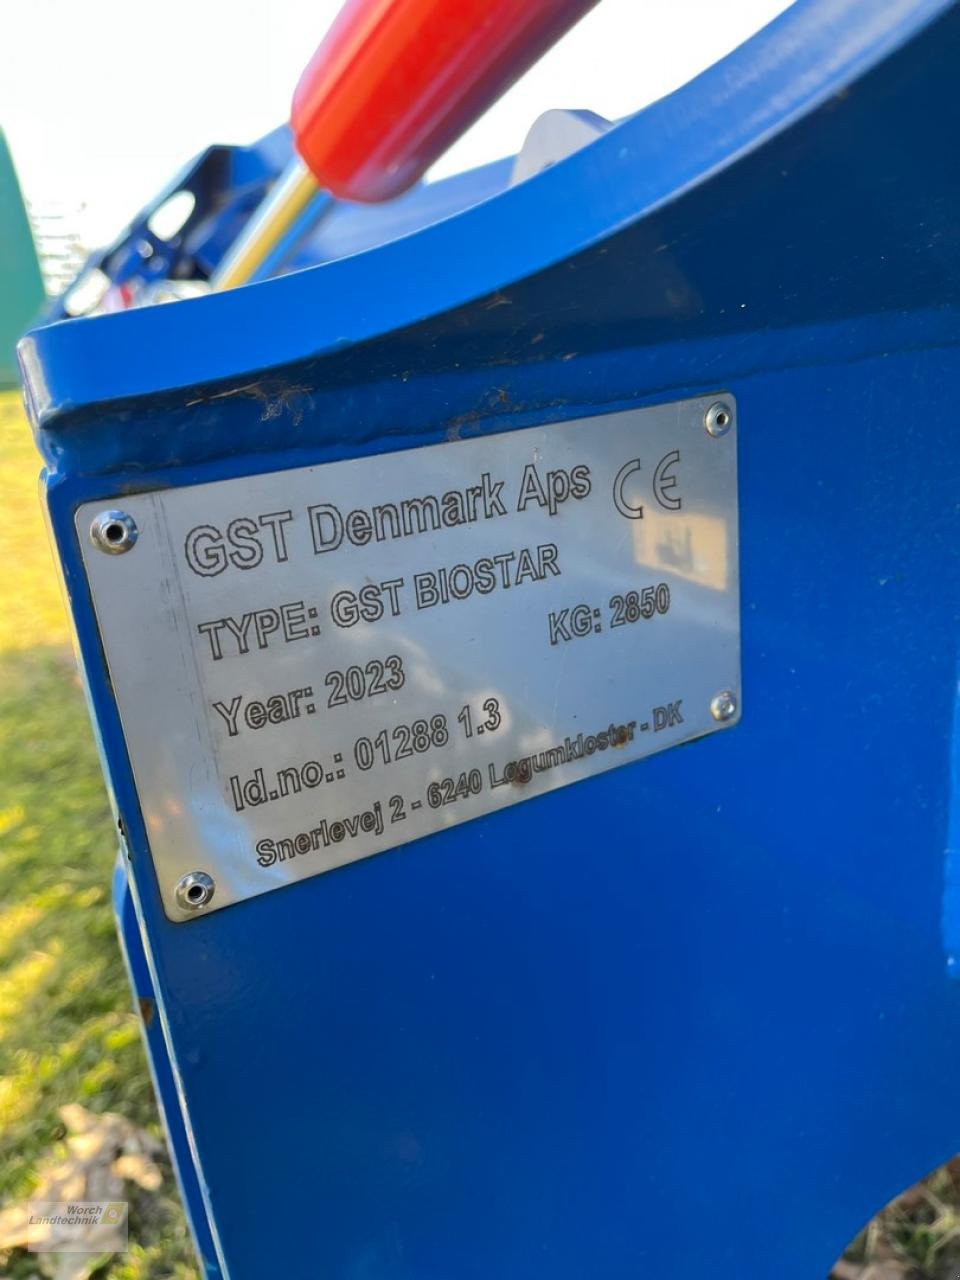 GST Denmark Aps CE
TYPE: GST BIOSTAR
Year: 2023 KG: 2850
Id.no.: 01288 1.3
Snerlevej 2 - 6240 Løgumkloster - DK
Worch
Landtechnik